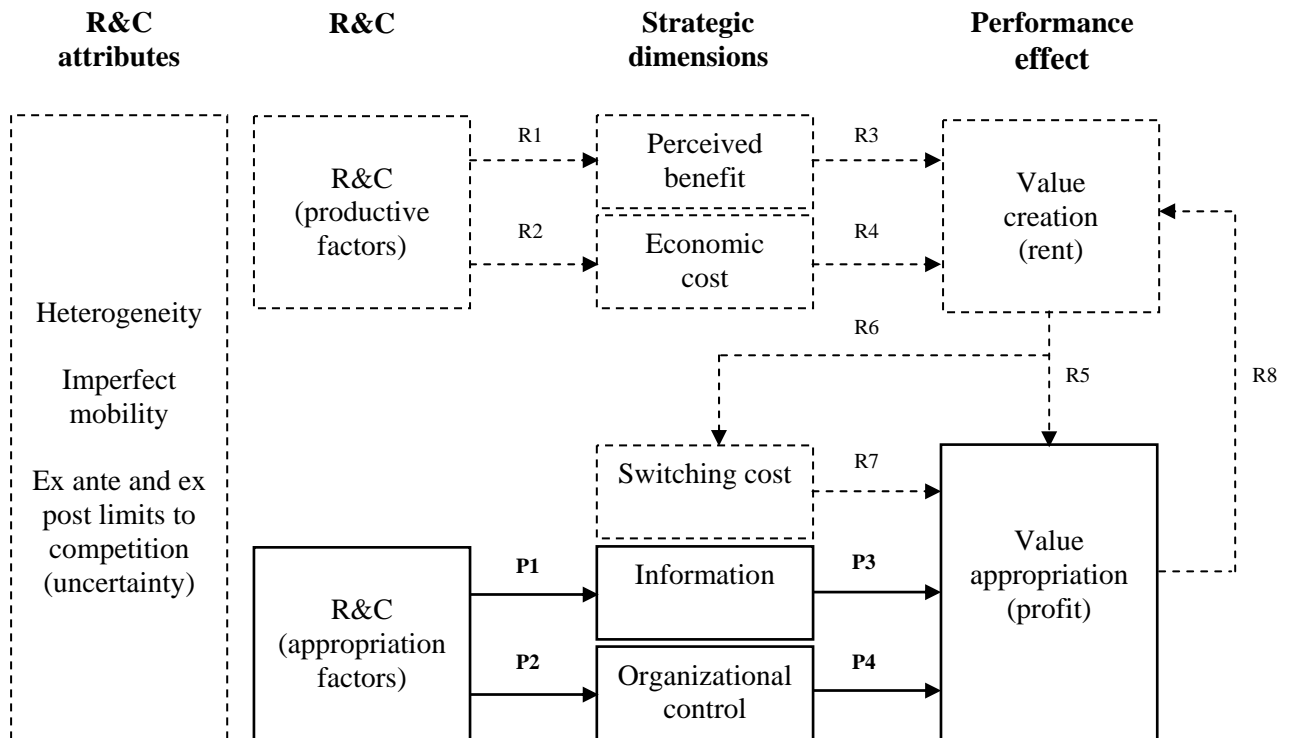 R&C
attributes
R&C
Strategic
dimensions
Performance
effect
Heterogeneity
Imperfect
mobility
Ex ante and ex
post limits to
competition
(uncertainty)
R&C
(productive
factors)
R1
R2
Perceived
benefit
Economic
cost
R3
R4
Value
creation
(rent)
R6
R5
R8
Switching cost
R7
R&C
(appropriation
factors)
P1
P2
Information
Organizational
control
P3
P4
Value
appropriation
(profit)